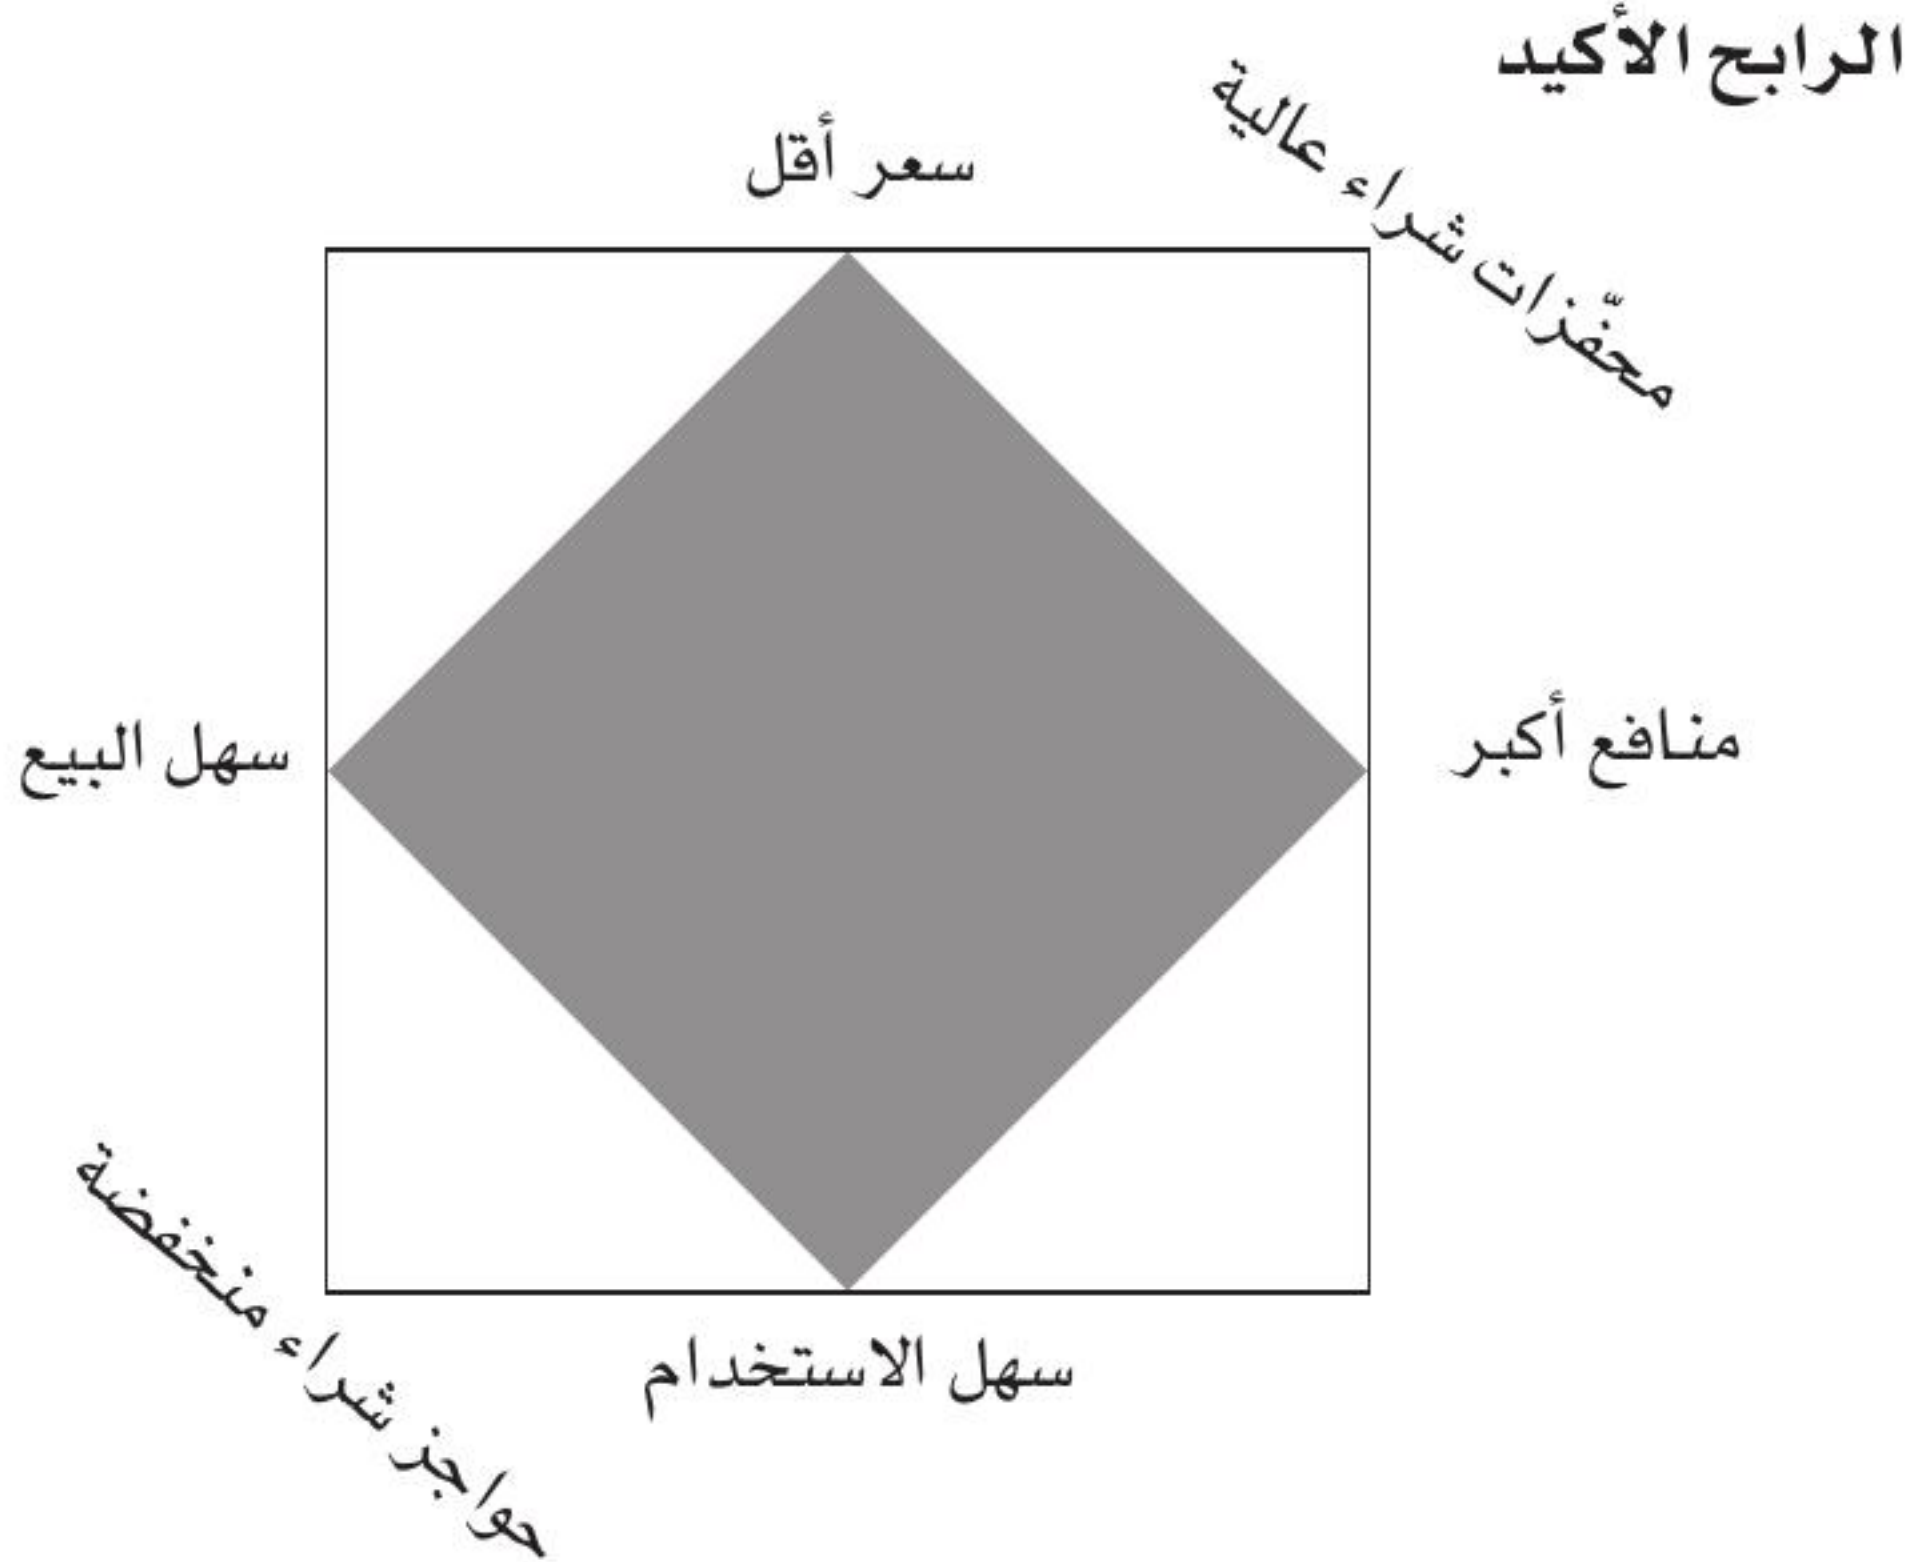 الرابح الأكيد
محفّزات شراء عالية
سعر أقل
منافع أكبر
سهل البيع
سهل الاستخدام
حواجز شراء منخفضة